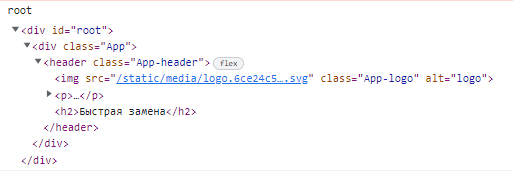 root
▼<div id="root">
▼<div class="App">
▼<header class="App-header"> flex
<img src="/static/media/logo.6ce24c5….svg" class="App-logo" alt="logo">
▶<p>…</p>
<h2>Быстрая замена</h2>
</header>
</div>
</div>